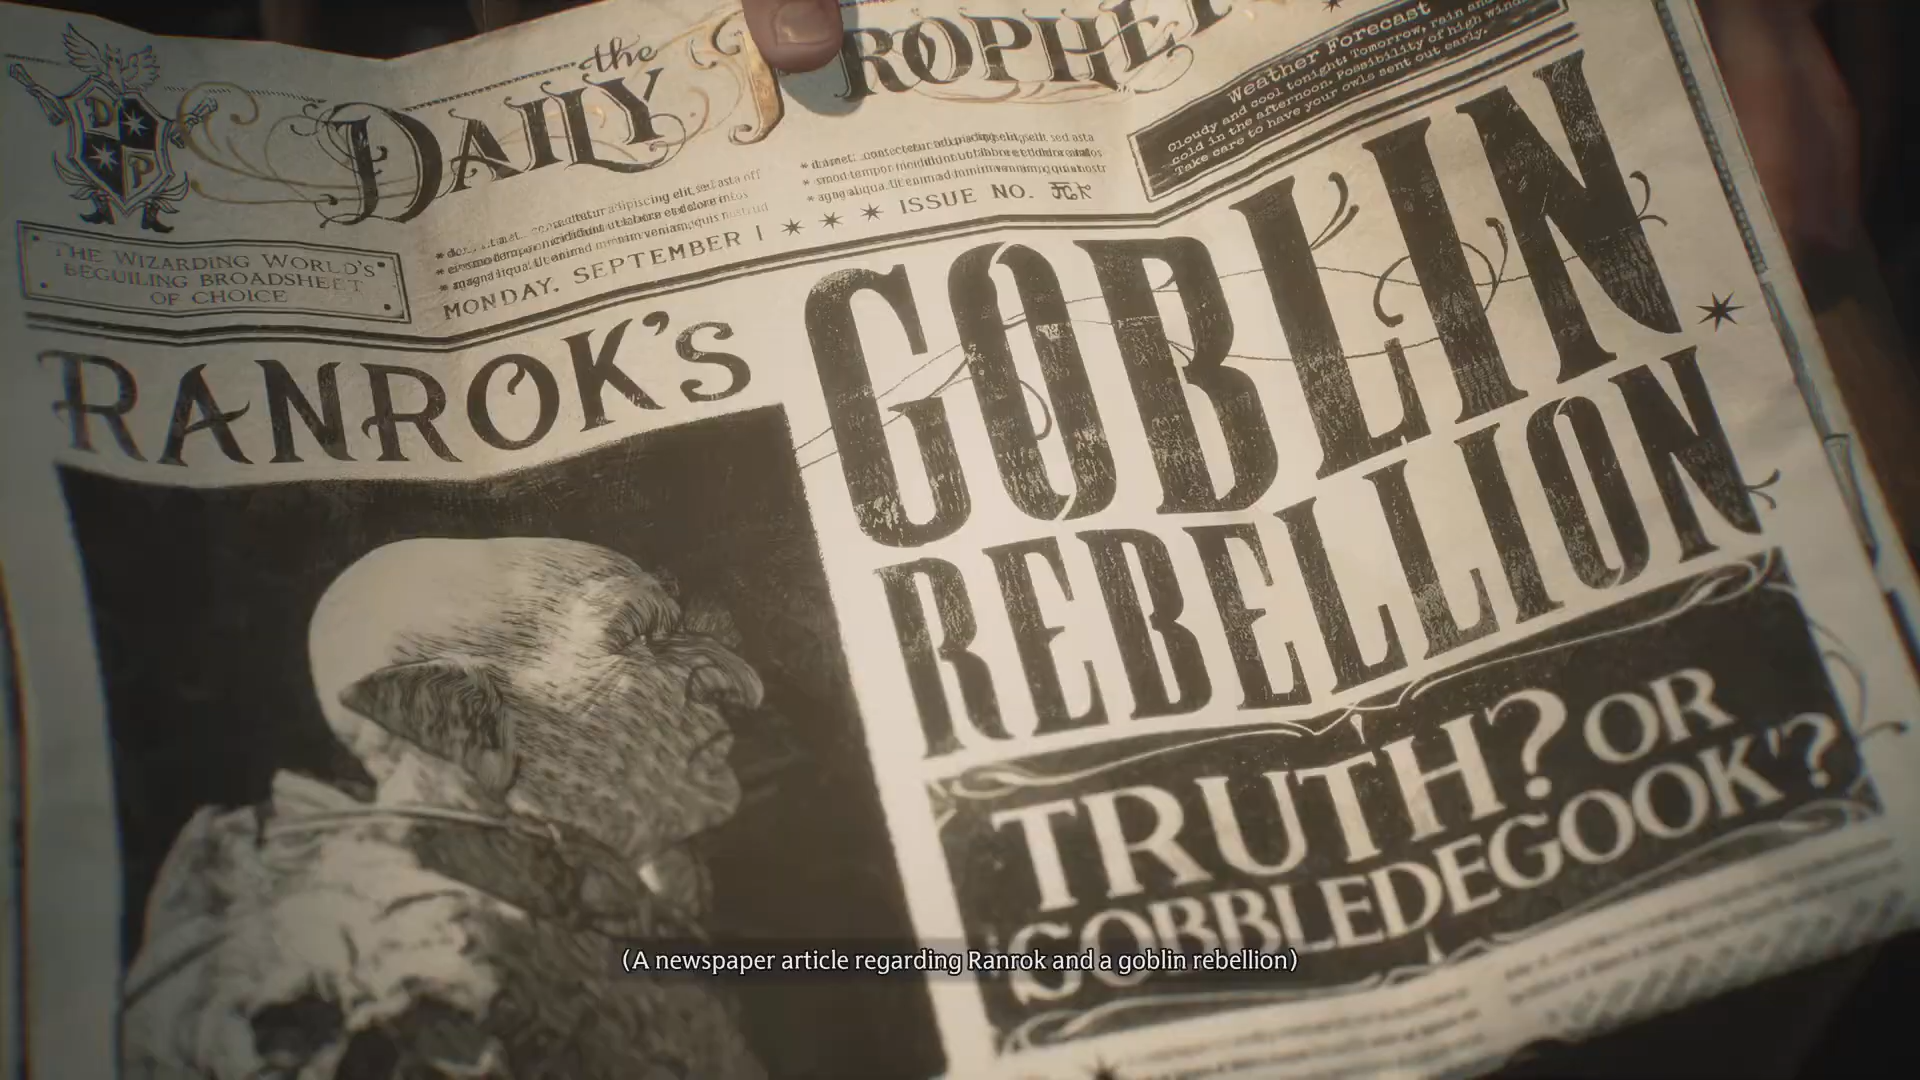 the
DAILY PROPHET
Weather Forecast
Cloudy and cool tonight; Tomorrow, rain and
cold in the afternoon. Possibility of high winds
Take care to have your owls sent out early.
D
P
THE WIZARDING WORLD'S
BEGUILING BROADSHEET
OF CHOICE
MONDAY, SEPTEMBER 1
ISSUE NO.
RANROK'S
GOBLIN
REBELLION
TRUTH? OR
GOBBLEDEGOOK'?
(A newspaper article regarding Ranrok and a goblin rebellion)